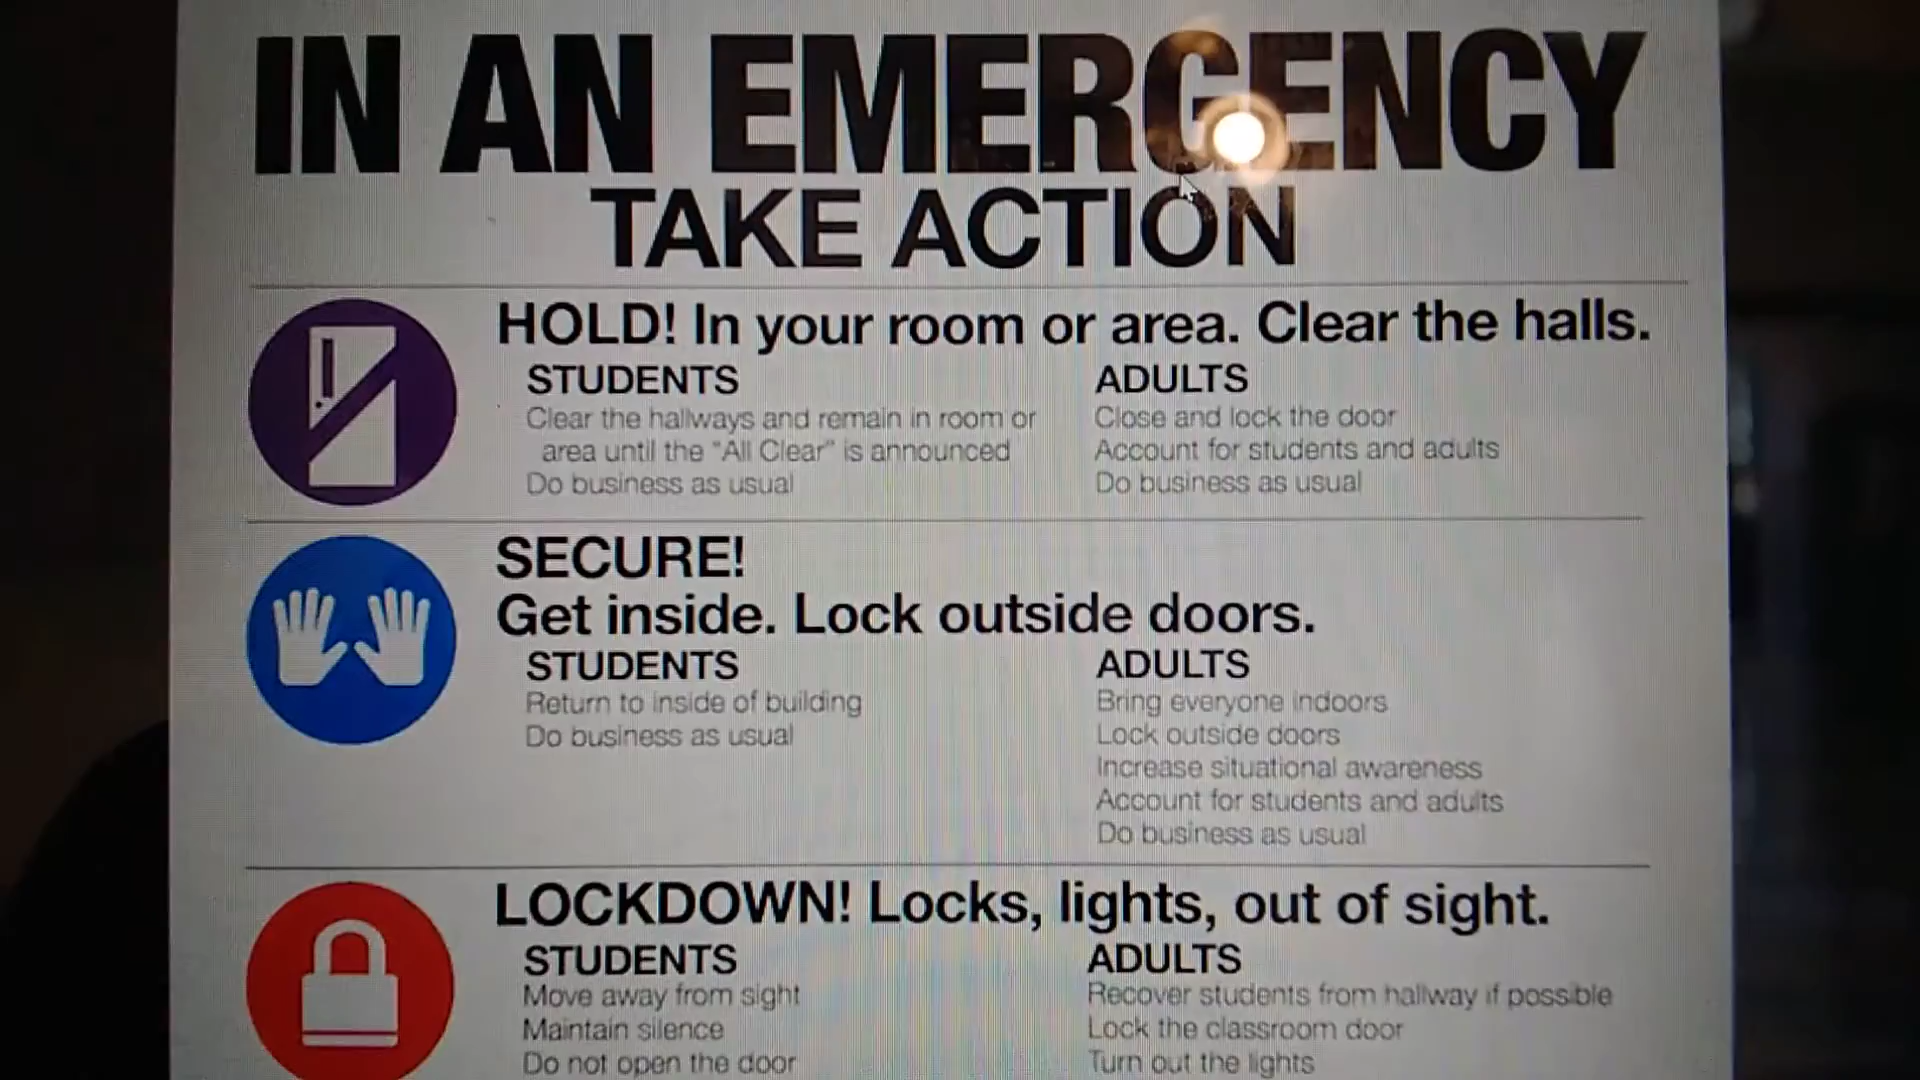 IN AN EMERGENCY
TAKE ACTION
HOLD! In your room or area. Clear the halls.
STUDENTS
Clear the hallways and remain in room or
area until the "All Clear" is announced
Do business as usual
ADULTS
Close and lock the door
Account for students and adults
Do business as usual
SECURE!
Get inside. Lock outside doors.
STUDENTS
Return to inside of building
Do business as usual
ADULTS
Bring everyone indoors
Lock outside doors
Increase situational awareness
Account for students and adults
Do business as usual
LOCKDOWN! Locks, lights, out of sight.
STUDENTS
Move away from sight
Maintain silence
Do not open the door
ADULTS
Recover students from hallway if possible
Lock the classroom door
Turn out the lights